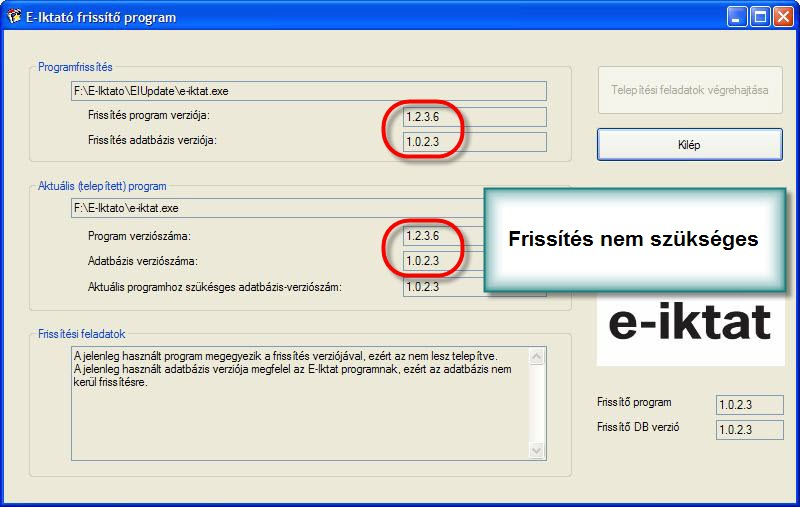 E-Iktató frissítő program
Programfrissítés
F:\E-Iktato\EIUpdate\e-iktat.exe
Frissítés program verziója:
1.2.3.6
Frissítés adatbázis verziója:
1.0.2.3
Telepítési feladatok végrehajtása
Kilép
Aktuális (telepített) program
F:\E-Iktato\e-iktat.exe
Program verziószáma:
1.2.3.6
Adatbázis verziószáma:
1.0.2.3
Aktuális programhoz szükésges adatbázis-verziószám:
1.0.2.3
Frissítés nem szükséges
e-iktat
Frissítési feladatok
A jelenleg használt program megegyezik a frissítés verziójával, ezért az nem lesz telepítve.
A jelenleg használt adatbázis verziója megfelel az E-Iktat programnak, ezért az adatbázis nem
kerül frissítésre.
Frissítő program
1.0.2.3
Frissítő DB verzió
1.0.2.3